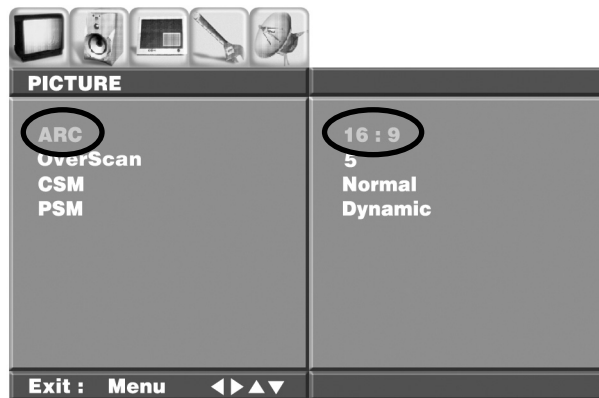 PICTURE
ARC 16 : 9
OverScan 5
CSM Normal
PSM Dynamic
Exit : Menu ◀▶▲▼